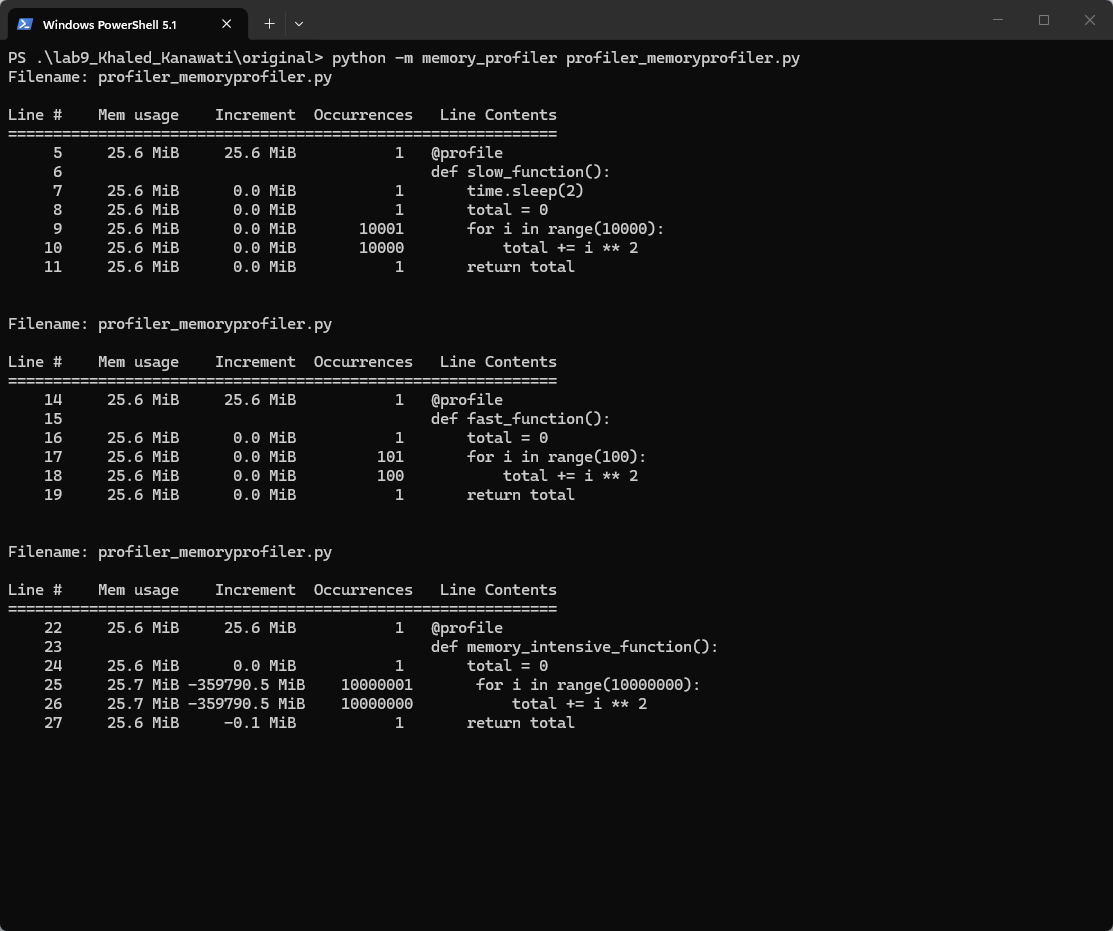 Windows PowerShell 5.1
PS .\lab9_Khaled_Kanawati\original> python -m memory_profiler profiler_memoryprofiler.py
Filename: profiler_memoryprofiler.py

Line #    Mem usage    Increment  Occurrences   Line Contents
=============================================================
     5     25.6 MiB     25.6 MiB           1   @profile
     6                                         def slow_function():
     7     25.6 MiB      0.0 MiB           1       time.sleep(2)
     8     25.6 MiB      0.0 MiB           1       total = 0
     9     25.6 MiB      0.0 MiB       10001       for i in range(10000):
    10     25.6 MiB      0.0 MiB       10000           total += i ** 2
    11     25.6 MiB      0.0 MiB           1       return total

Filename: profiler_memoryprofiler.py

Line #    Mem usage    Increment  Occurrences   Line Contents
=============================================================
    14     25.6 MiB     25.6 MiB           1   @profile
    15                                         def fast_function():
    16     25.6 MiB      0.0 MiB           1       total = 0
    17     25.6 MiB      0.0 MiB         101       for i in range(100):
    18     25.6 MiB      0.0 MiB         100           total += i ** 2
    19     25.6 MiB      0.0 MiB           1       return total

Filename: profiler_memoryprofiler.py

Line #    Mem usage    Increment  Occurrences   Line Contents
=============================================================
    22     25.6 MiB     25.6 MiB           1   @profile
    23                                         def memory_intensive_function():
    24     25.6 MiB      0.0 MiB           1       total = 0
    25     25.7 MiB -359790.5 MiB    10000001       for i in range(10000000):
    26     25.7 MiB -359790.5 MiB    10000000           total += i ** 2
    27     25.6 MiB     -0.1 MiB           1       return total